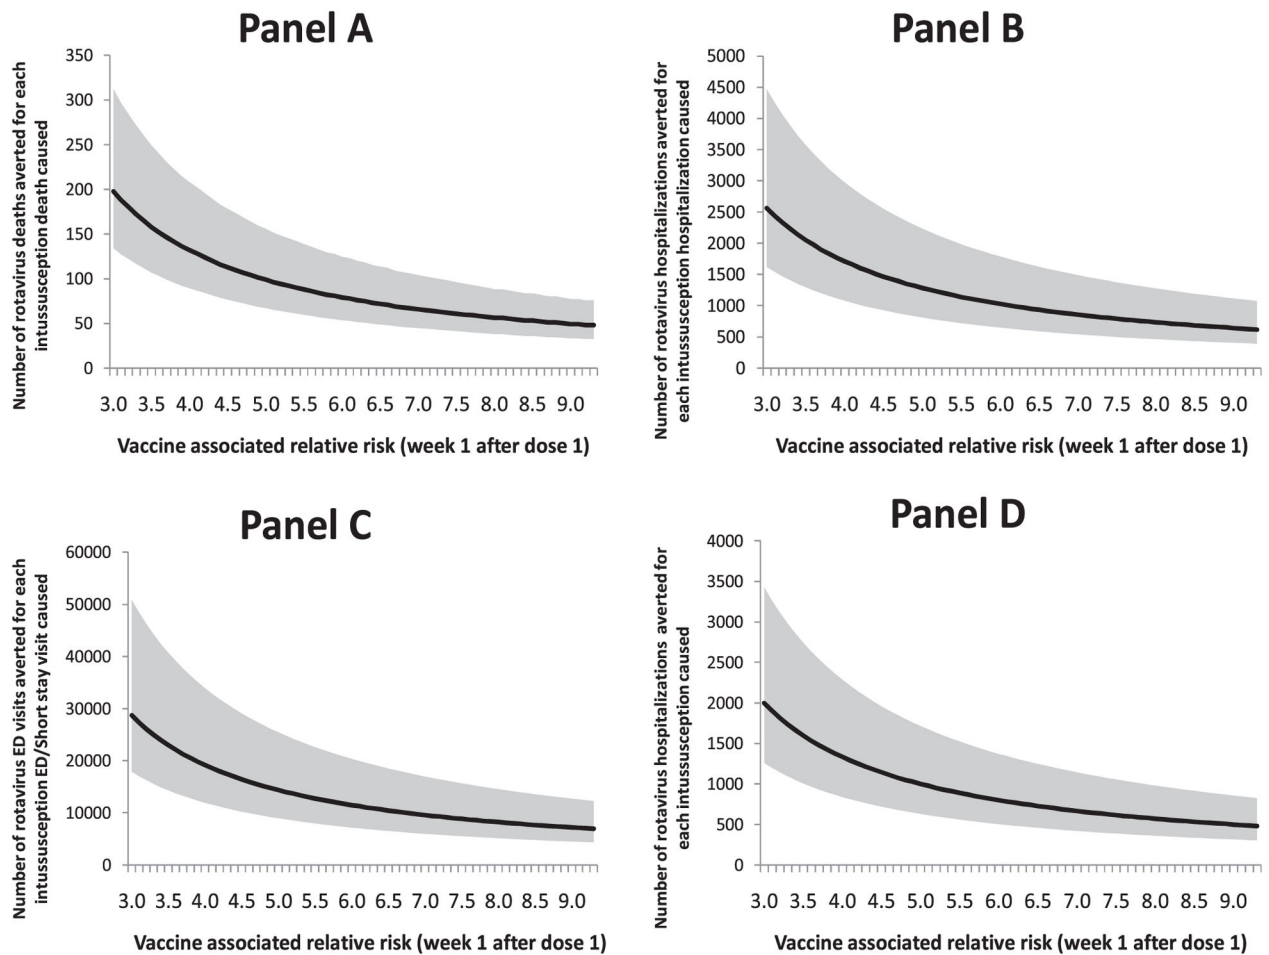 Panel A
Number of rotavirus deaths averted for each
intussusception death caused
350
300
250
200
150
100
50
0
3.0 3.5 4.0 4.5 5.0 5.5 6.0 6.5 7.0 7.5 8.0 8.5 9.0
Vaccine associated relative risk (week 1 after dose 1)
Panel B
Number of rotavirus hospitalizations averted for
each intussusception hospitalization caused
5000
4500
4000
3500
3000
2500
2000
1500
1000
500
0
3.0 3.5 4.0 4.5 5.0 5.5 6.0 6.5 7.0 7.5 8.0 8.5 9.0
Vaccine associated relative risk (week 1 after dose 1)
Panel C
Number of rotavirus ED visits averted for each
intussusception ED/Short stay visit caused
60000
50000
40000
30000
20000
10000
0
3.0 3.5 4.0 4.5 5.0 5.5 6.0 6.5 7.0 7.5 8.0 8.5 9.0
Vaccine associated relative risk (week 1 after dose 1)
Panel D
Number of rotavirus hospitalizations averted for
each intussusception caused
4000
3500
3000
2500
2000
1500
1000
500
0
3.0 3.5 4.0 4.5 5.0 5.5 6.0 6.5 7.0 7.5 8.0 8.5 9.0
Vaccine associated relative risk (week 1 after dose 1)